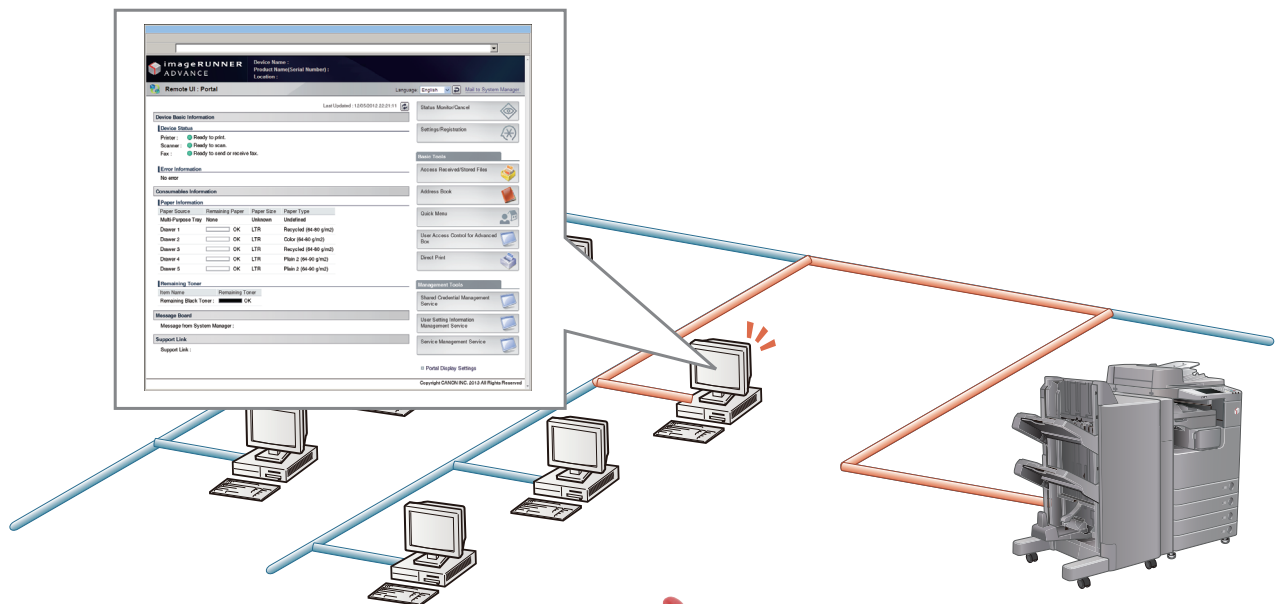 imageRUNNER
ADVANCE
Device Name :
Product Name(Serial Number) :
Location :
Remote UI : Portal
Language: English
Mail to System Manager
Last Updated : 12/05/2012 22:21:11
Device Basic Information
Device Status
Printer : Ready to print.
Scanner : Ready to scan.
Fax : Ready to send or receive fax.
Error Information
No error
Consumables Information
Paper Information
Paper Source Remaining Paper Paper Size Paper Type
Multi-Purpose Tray None Unknown Undefined
Drawer 1 OK LTR Recycled (64-90 g/m2)
Drawer 2 OK LTR Color (64-90 g/m2)
Drawer 3 OK LTR Recycled (64-90 g/m2)
Drawer 4 OK LTR Plain 2 (64-90 g/m2)
Drawer 5 OK LTR Plain 2 (64-90 g/m2)
Remaining Toner
Item Name Remaining Toner
Remaining Black Toner : OK
Message Board
Message from System Manager :
Support Link
Support Link :
Status Monitor/Cancel
Settings/Registration
Basic Tools
Access Received/Stored Files
Address Book
Quick Menu
User Access Control for Advanced
Box
Direct Print
Management Tools
Shared Credential Management
Service
User Setting Information
Management Service
Service Management Service
Portal Display Settings
Copyright CANON INC. 2013 All Rights Reserved